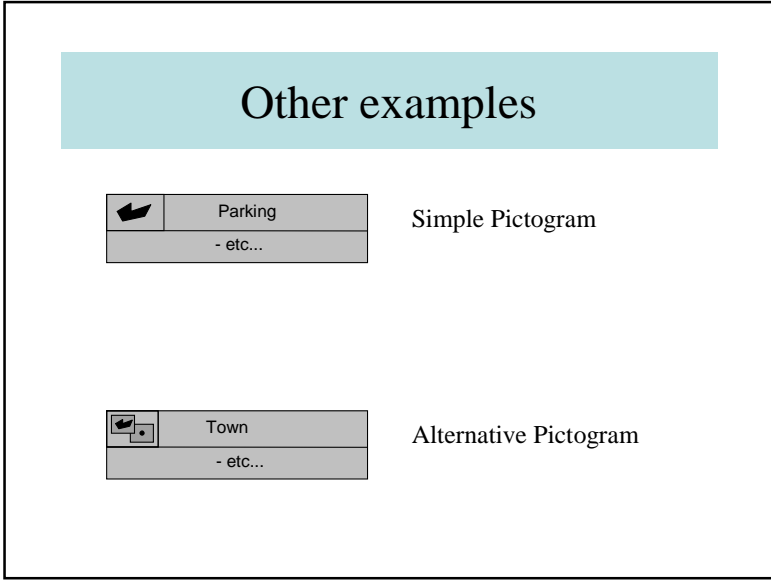 Other examples
Parking
- etc...
Simple Pictogram
Town
- etc...
Alternative Pictogram